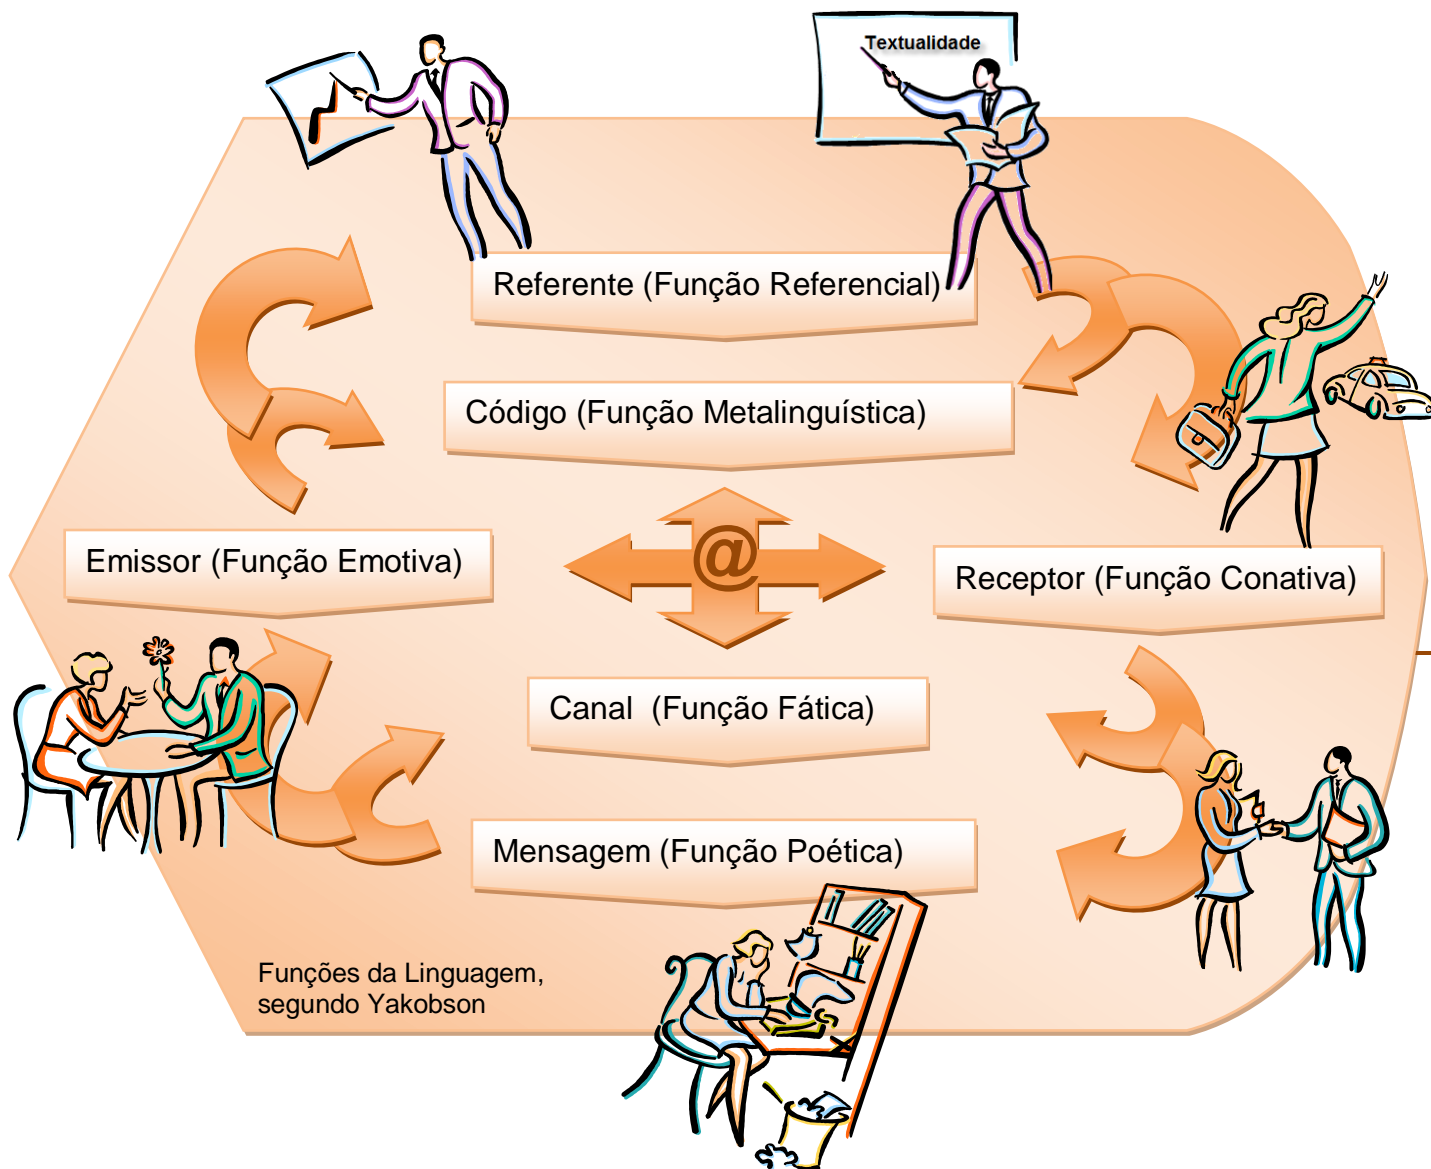 Textualidade
Referente (Função Referencial)
Código (Função Metalinguística)
@
Emissor (Função Emotiva)
Receptor (Função Conativa)
Canal  (Função Fática)
Mensagem (Função Poética)
Funções da Linguagem,
segundo Yakobson